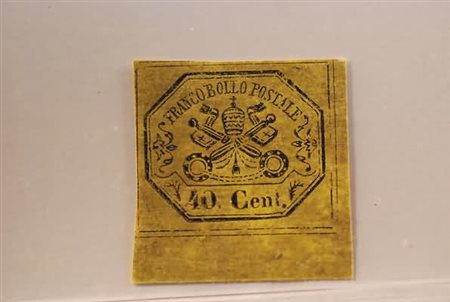 FRANCO BOLLO POSTALE
40 Cent.